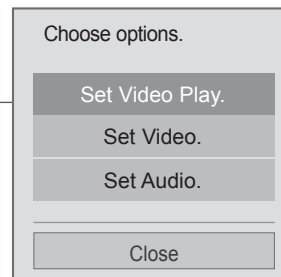 Choose options.
Set Video Play.
Set Video.
Set Audio.
Close